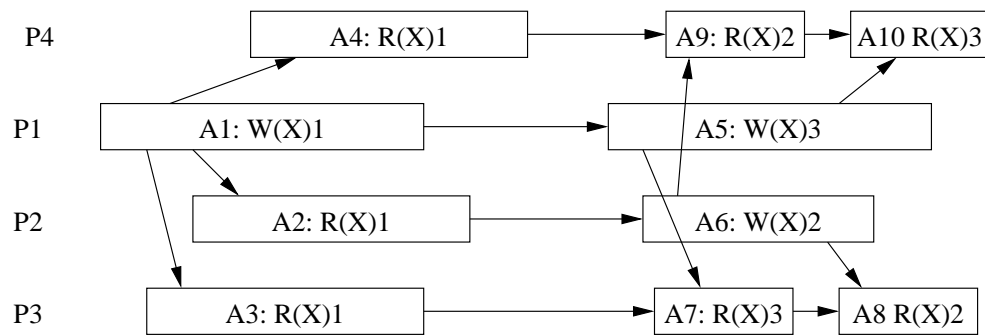 P4 A4: R(X)1 A9: R(X)2 A10 R(X)3
P1 A1: W(X)1 A5: W(X)3
P2 A2: R(X)1 A6: W(X)2
P3 A3: R(X)1 A7: R(X)3 A8 R(X)2